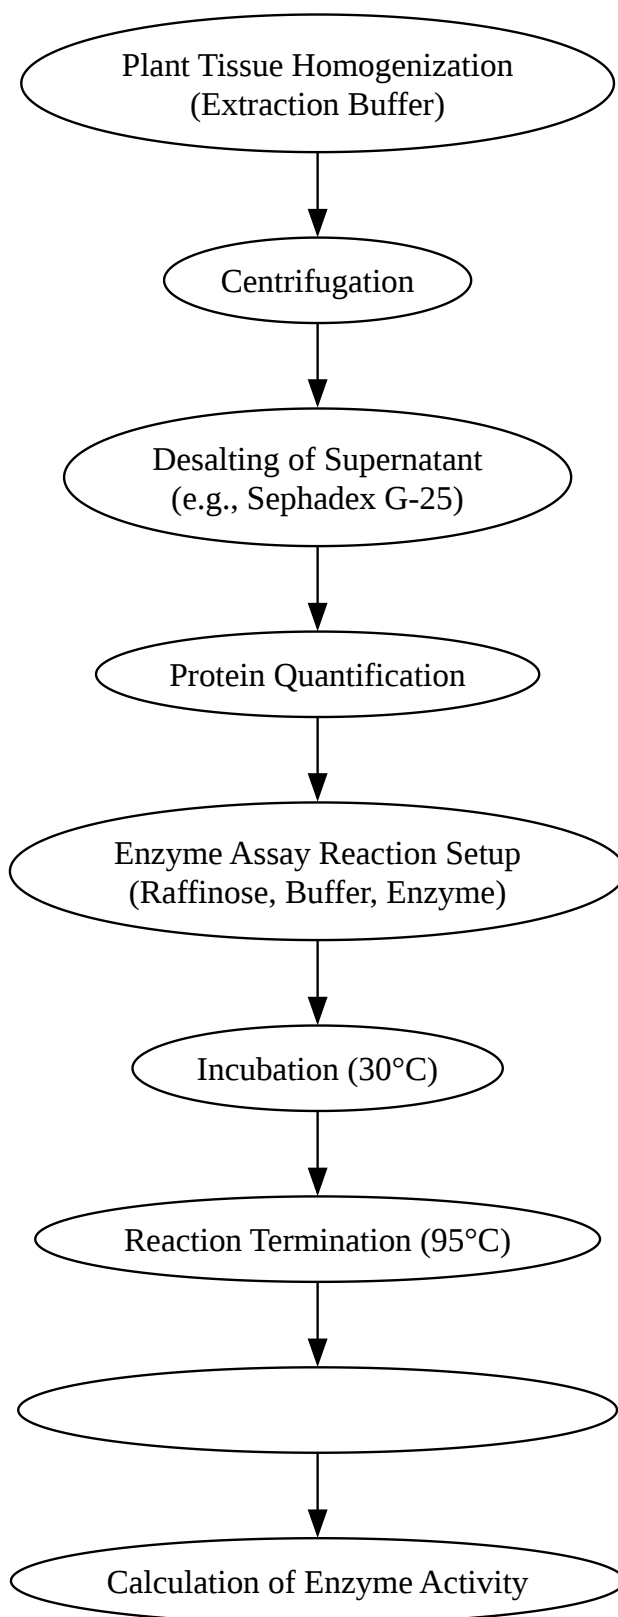 Plant Tissue Homogenization
(Extraction Buffer)
Centrifugation
Desalting of Supernatant
(e.g., Sephadex G-25)
Protein Quantification
Enzyme Assay Reaction Setup
(Raffinose, Buffer, Enzyme)
Incubation (30°C)
Reaction Termination (95°C)
Calculation of Enzyme Activity